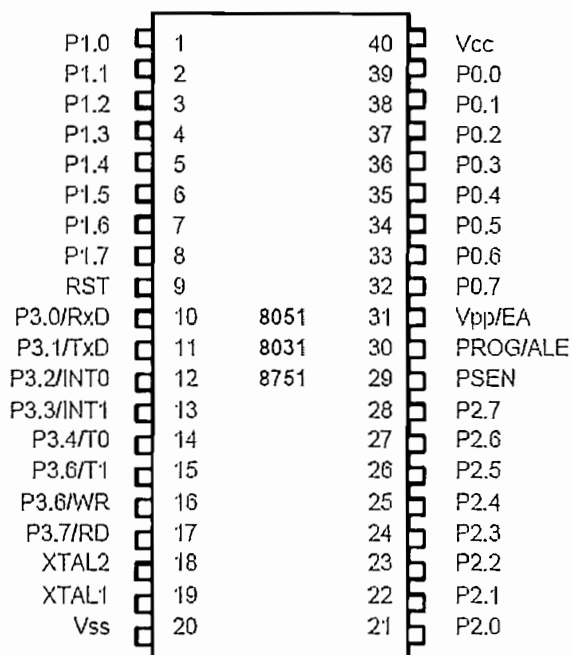 P1.0 1 40 Vcc
P1.1 2 39 P0.0
P1.2 3 38 P0.1
P1.3 4 37 P0.2
P1.4 5 36 P0.3
P1.5 6 35 P0.4
P1.6 7 34 P0.5
P1.7 8 33 P0.6
RST 9 32 P0.7
P3.0/RxD 10 8051 31 Vpp/EA
P3.1/TxD 11 8031 30 PROG/ALE
P3.2/INT0 12 8751 29 PSEN
P3.3/INT1 13 28 P2.7
P3.4/T0 14 27 P2.6
P3.6/T1 15 26 P2.5
P3.6/WR 16 25 P2.4
P3.7/RD 17 24 P2.3
XTAL2 18 23 P2.2
XTAL1 19 22 P2.1
Vss 20 21 P2.0